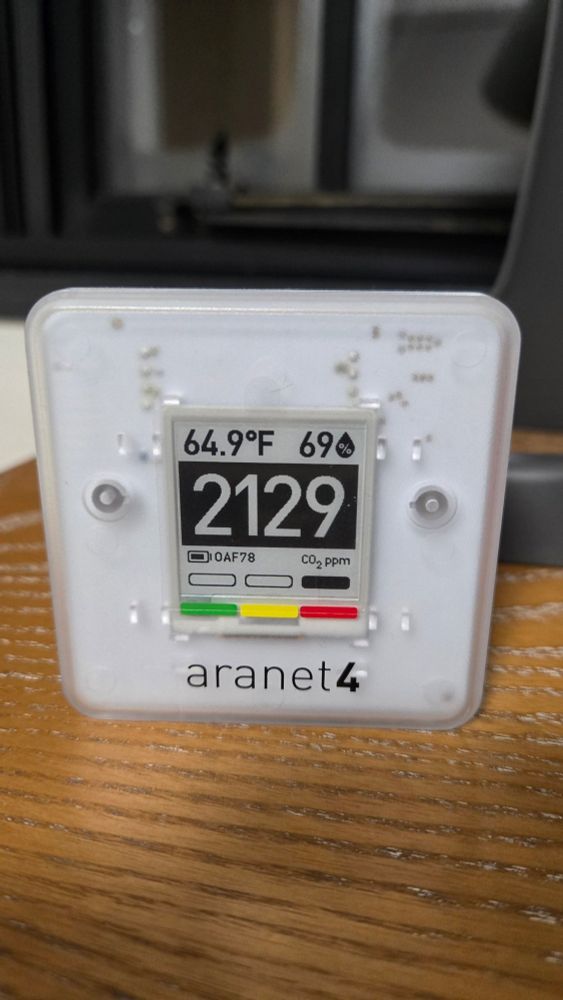 64.9°F 69%
2129
0AF78 CO₂ ppm
aranet4